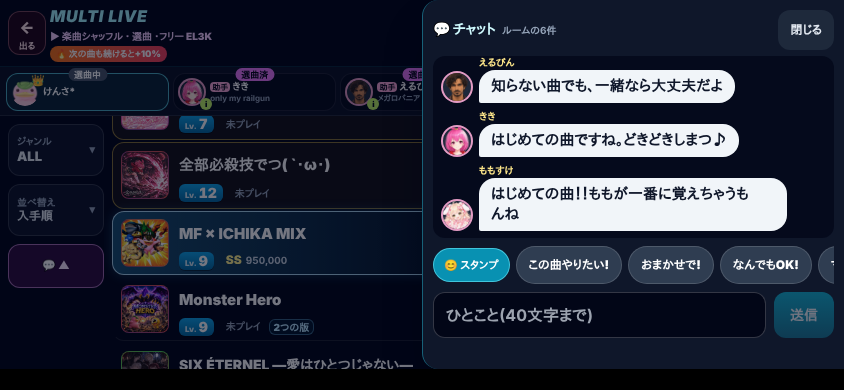 MULTI LIVE
▶ 楽曲シャッフル・選曲・フリー EL3K
🔥 次の曲も続けると+10%
出る
選曲中
けんさ*
選曲済
助手 きき
only my railgun
選曲
助手
メガロバニア
ジャンル
ALL
▼
並べ替え
入手順
▼
💬 ▲
Lv. 7 未プレイ
全部必殺技でつ(｀･ω･)
Lv. 12 未プレイ
MF × ICHIKA MIX
Lv. 9 SS 950,000
Monster Hero
Lv. 9 未プレイ 2つの版
SIX ÉTERNEL ―愛はひとつじゃない―
💬 チャット ルームの6件
閉じる
えるびん
知らない曲でも、一緒なら大丈夫だよ
きき
はじめての曲ですね。どきどきしまつ♪
ももすけ
はじめての曲!!ももが一番に覚えちゃうも
んね
😊 スタンプ
この曲やりたい!
おまかせで!
なんでもOK!
ひとこと(40文字まで)
送信